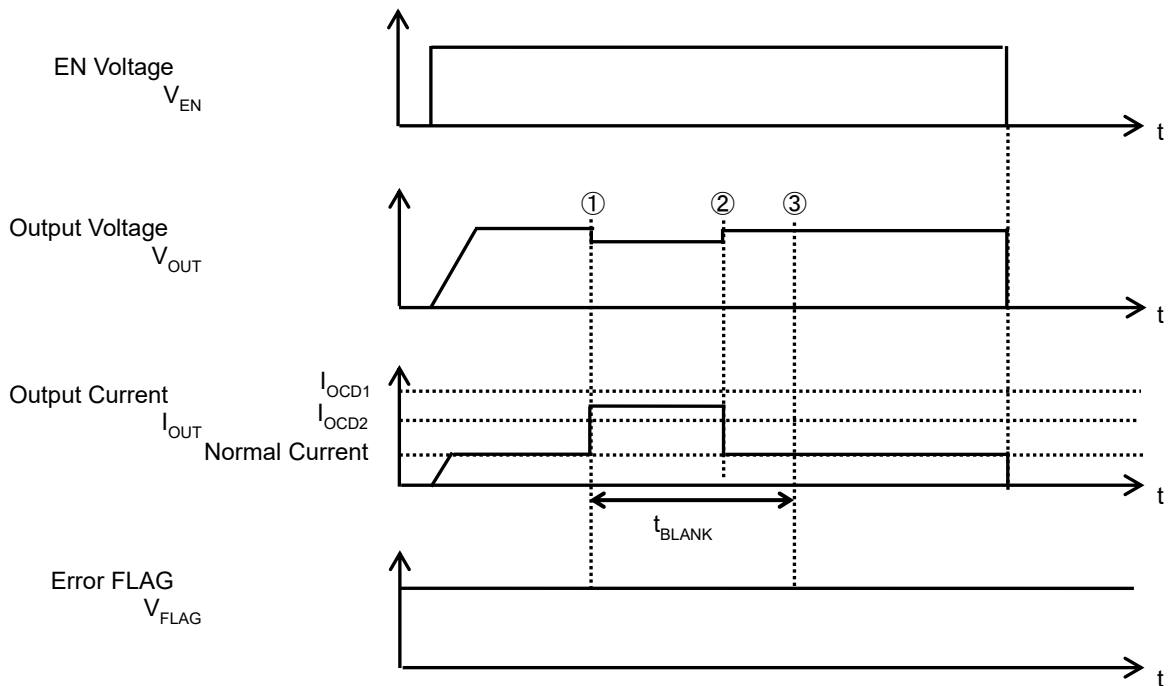 EN Voltage
V_EN
t
① ② ③
Output Voltage
V_OUT
t
I_OCD1
Output Current
I_OCD2
I_OUT
Normal Current
t
t_BLANK
Error FLAG
V_FLAG
t